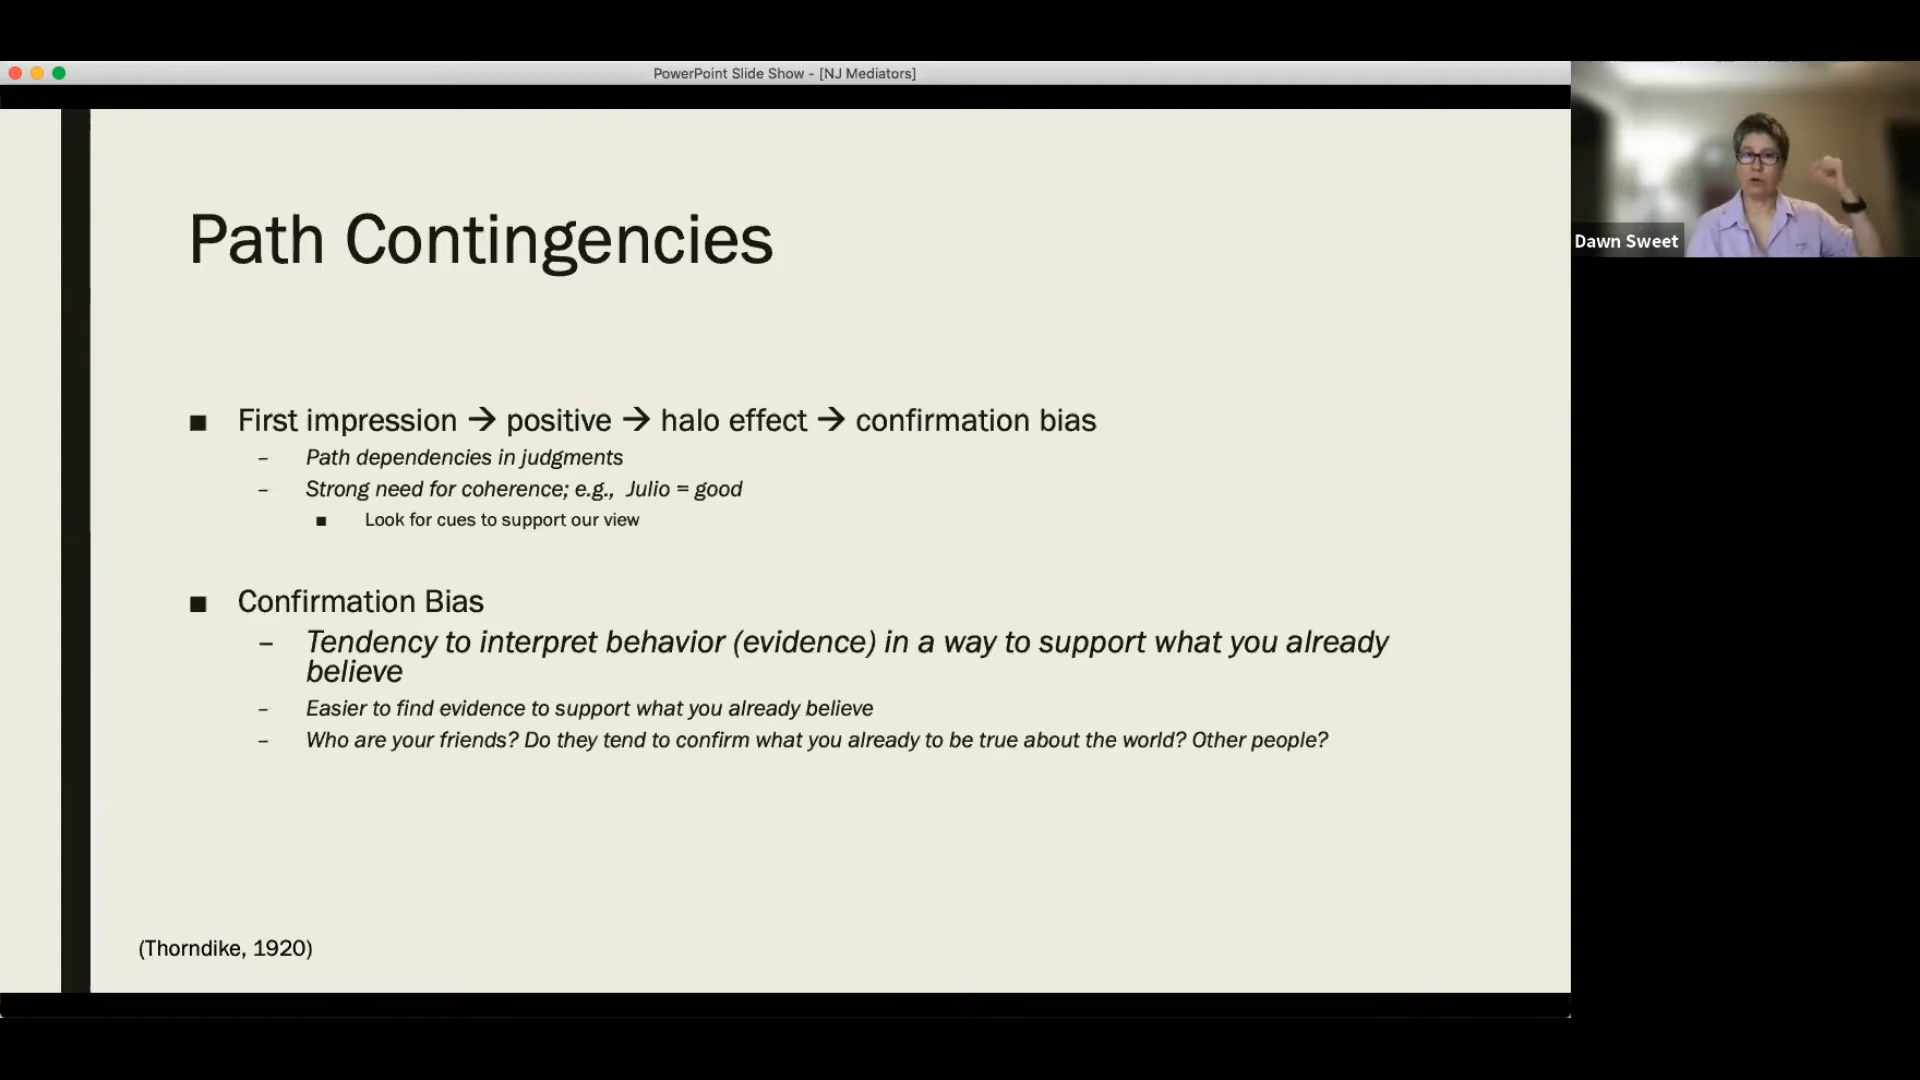 PowerPoint Slide Show - [NJ Mediators]
Dawn Sweet
Path Contingencies
■ First impression → positive → halo effect → confirmation bias
– Path dependencies in judgments
– Strong need for coherence; e.g., Julio = good
■ Look for cues to support our view
■ Confirmation Bias
– Tendency to interpret behavior (evidence) in a way to support what you already
believe
– Easier to find evidence to support what you already believe
– Who are your friends? Do they tend to confirm what you already to be true about the world? Other people?
(Thorndike, 1920)